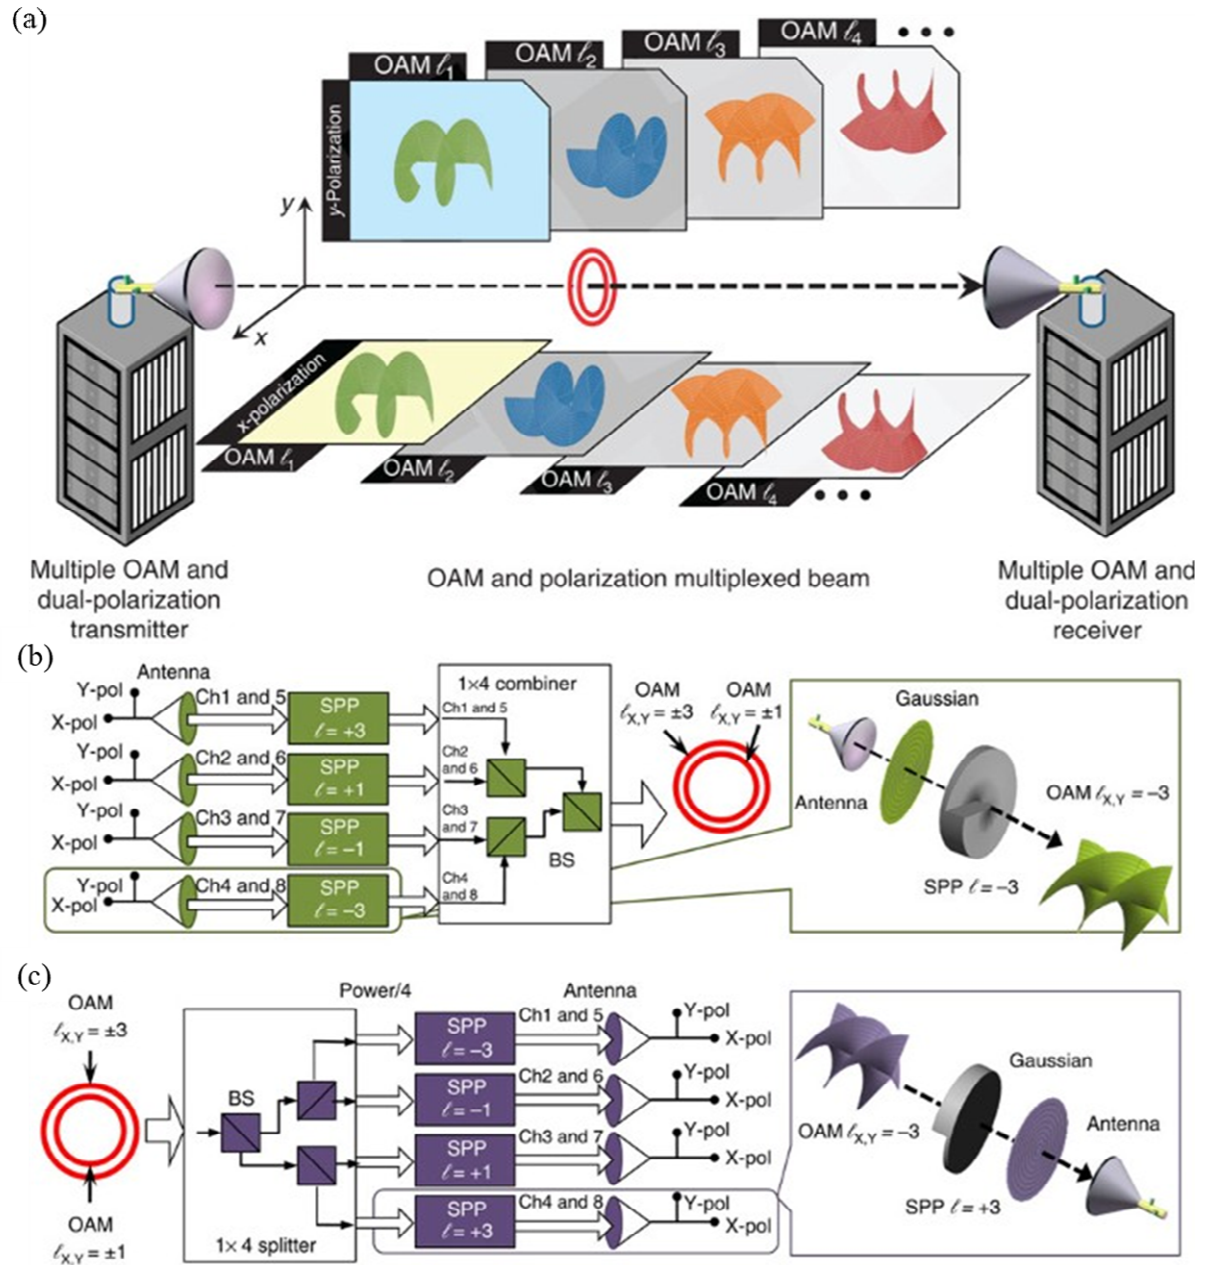 (a)
OAM ℓ1
OAM ℓ2
OAM ℓ3
OAM ℓ4
y-Polarization
y
x
x-polarization
OAM ℓ1
OAM ℓ2
OAM ℓ3
OAM ℓ4
Multiple OAM and
dual-polarization
transmitter
OAM and polarization multiplexed beam
Multiple OAM and
dual-polarization
receiver
(b)
Antenna
Y-pol
X-pol
Ch1 and 5
SPP
ℓ = +3
Y-pol
X-pol
Ch2 and 6
SPP
ℓ = +1
Y-pol
X-pol
Ch3 and 7
SPP
ℓ = −1
Y-pol
X-pol
Ch4 and 8
SPP
ℓ = −3
1×4 combiner
Ch1 and 5
Ch2
and 6
Ch3
and 7
Ch4
and 8
BS
OAM
ℓX,Y = ±3
OAM
ℓX,Y = ±1
Gaussian
Antenna
OAM ℓX,Y = −3
SPP ℓ = −3
(c)
OAM
ℓX,Y = ±3
OAM
ℓX,Y = ±1
BS
1× 4 splitter
Power/4
Antenna
SPP
ℓ = −3
Ch1 and 5
Y-pol
X-pol
SPP
ℓ = −1
Ch2 and 6
Y-pol
X-pol
SPP
ℓ = +1
Ch3 and 7
Y-pol
X-pol
SPP
ℓ = +3
Ch4 and 8
Y-pol
X-pol
Gaussian
Antenna
OAM ℓX,Y = −3
SPP ℓ = +3